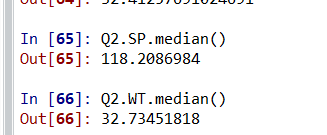 In [65]: Q2.SP.median()
Out[65]: 118.2086984
In [66]: Q2.WT.median()
Out[66]: 32.73451818